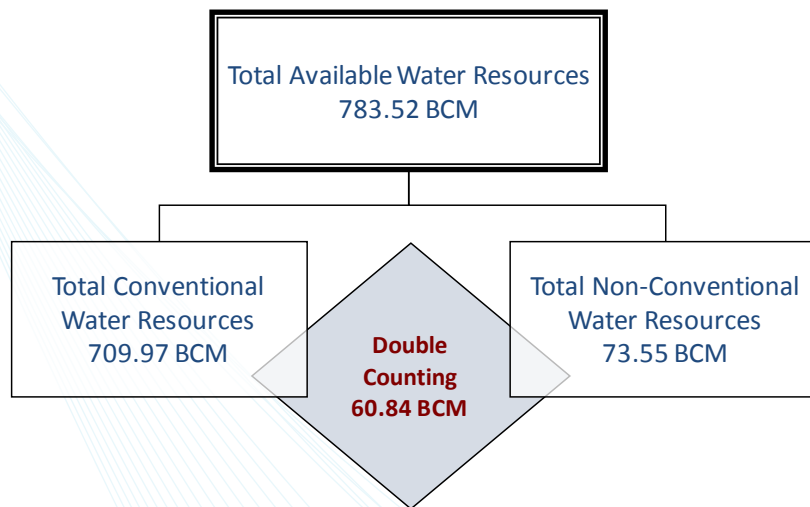 Total Available Water Resources
783.52 BCM
Total Conventional
Water Resources
709.97 BCM
Double
Counting
60.84 BCM
Total Non-Conventional
Water Resources
73.55 BCM